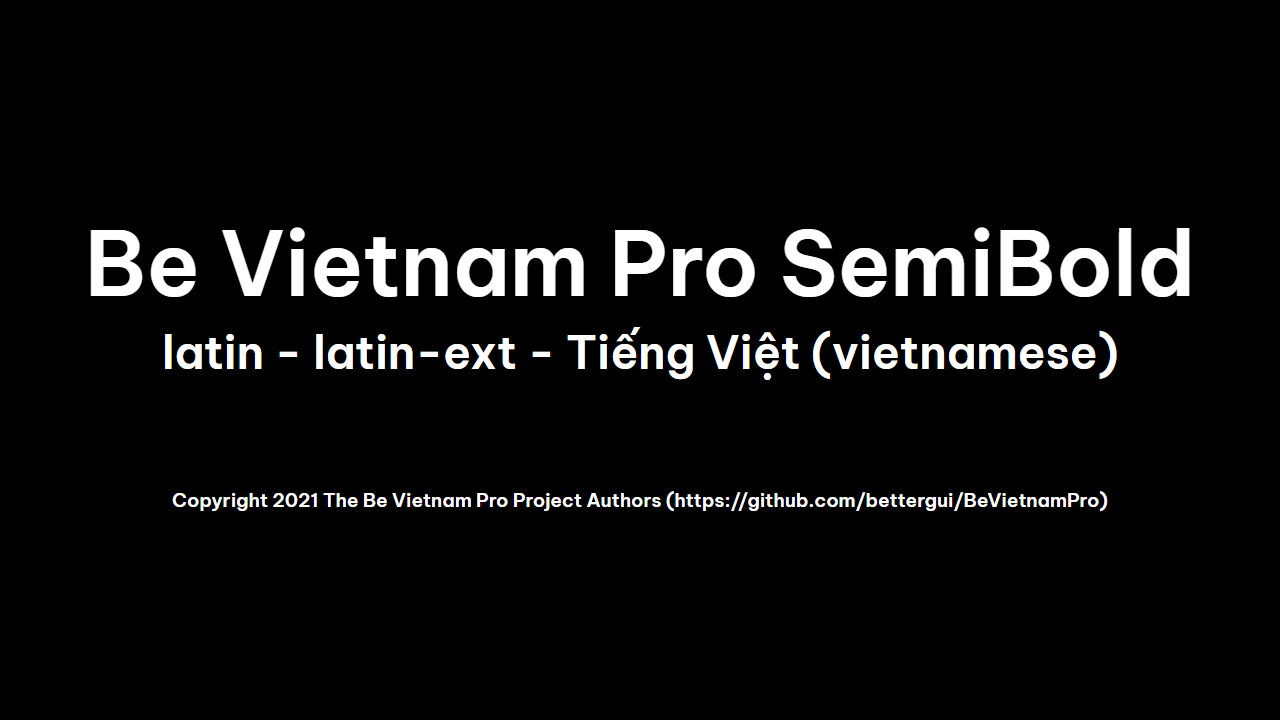 Be Vietnam Pro SemiBold
latin - latin-ext - Tiếng Việt (vietnamese)
Copyright 2021 The Be Vietnam Pro Project Authors (https://github.com/bettergui/BeVietnamPro)